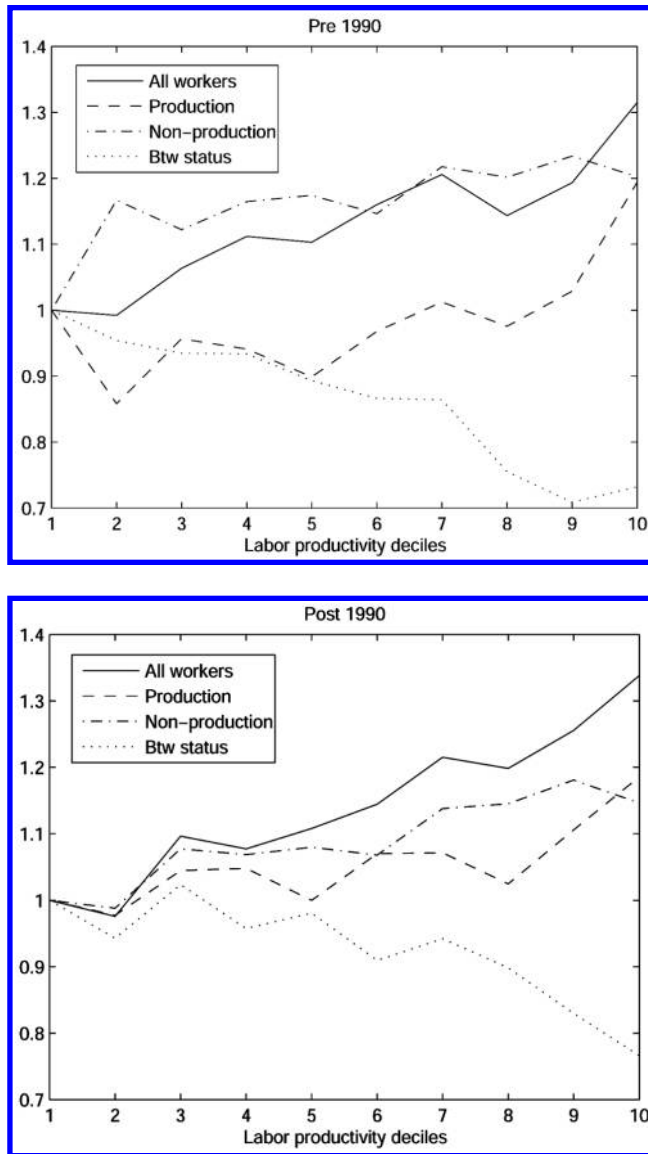 Pre 1990
1.4
1.3
1.2
1.1
1
0.9
0.8
0.7
All workers
Production
Non-production
Btw status
1 2 3 4 5 6 7 8 9 10
Labor productivity deciles
Post 1990
1.4
1.3
1.2
1.1
1
0.9
0.8
0.7
All workers
Production
Non-production
Btw status
1 2 3 4 5 6 7 8 9 10
Labor productivity deciles